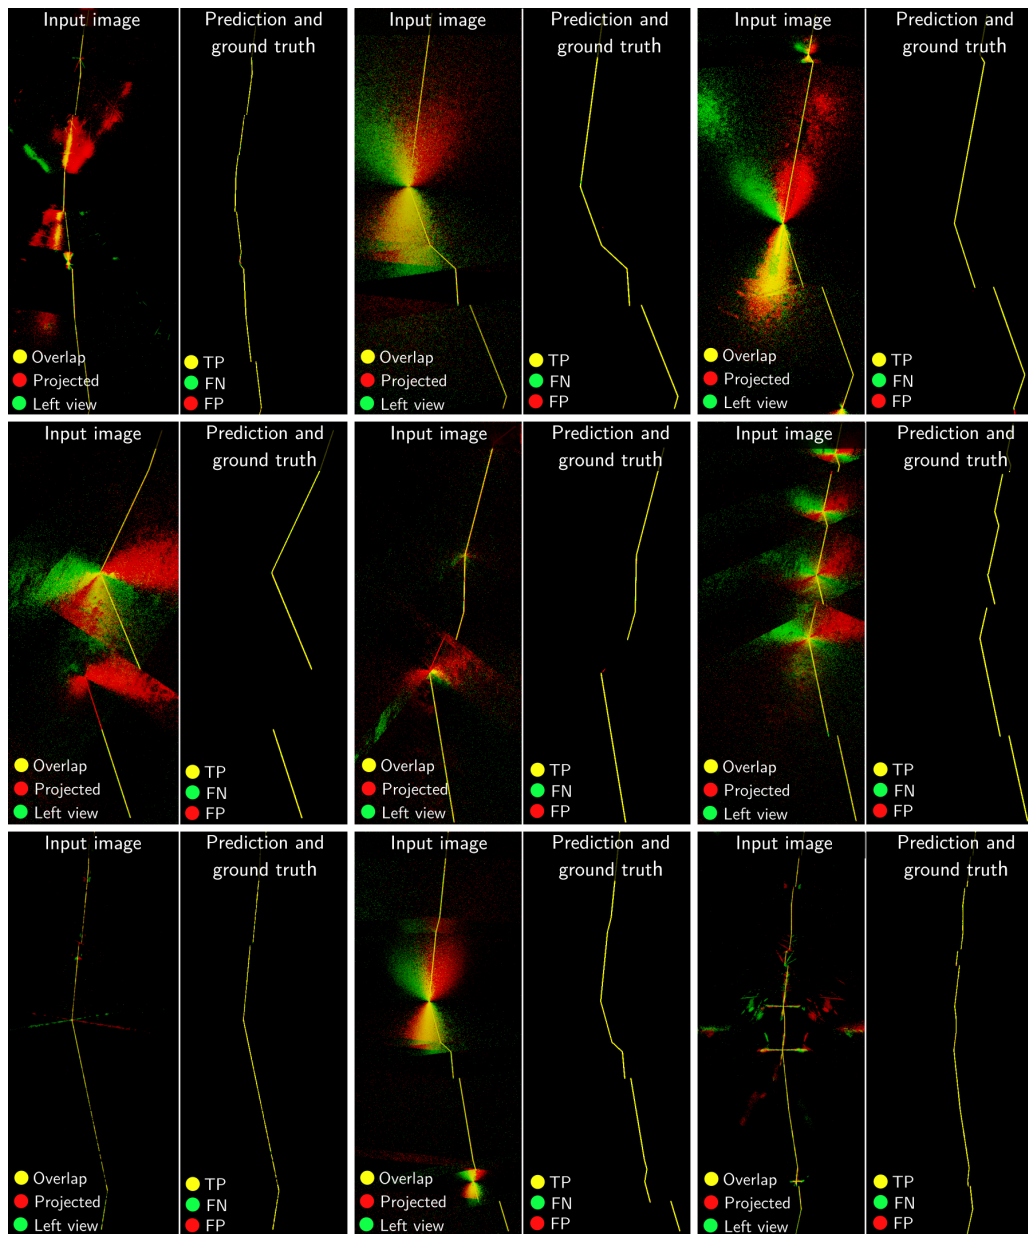 Input image
Prediction and
ground truth
Overlap
Projected
Left view
TP
FN
FP
Input image
Prediction and
ground truth
Overlap
Projected
Left view
TP
FN
FP
Input image
Prediction and
ground truth
Overlap
Projected
Left view
TP
FN
FP
Input image
Prediction and
ground truth
Overlap
Projected
Left view
TP
FN
FP
Input image
Prediction and
ground truth
Overlap
Projected
Left view
TP
FN
FP
Input image
Prediction and
ground truth
Overlap
Projected
Left view
TP
FN
FP
Input image
Prediction and
ground truth
Overlap
Projected
Left view
TP
FN
FP
Input image
Prediction and
ground truth
Overlap
Projected
Left view
TP
FN
FP
Input image
Prediction and
ground truth
Overlap
Projected
Left view
TP
FN
FP